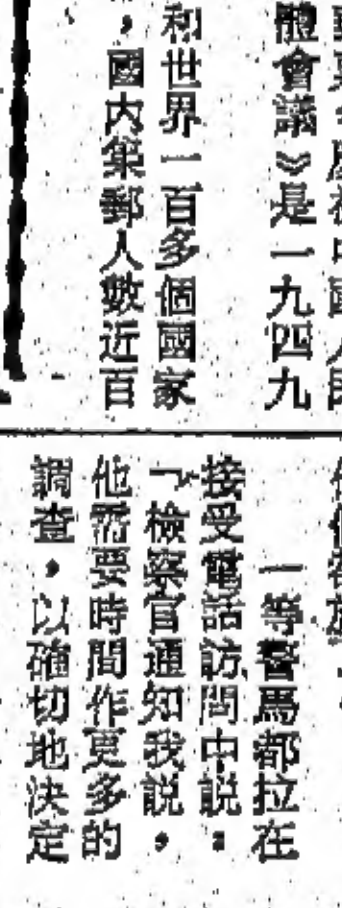 體會議》是一九四九
和世界一百多個國家
，國內集郵人數近百
一等警馬都拉在
接受電話訪問中説：
「檢察官通知我説，
他需要時間作更多的
調查，以確切地決定